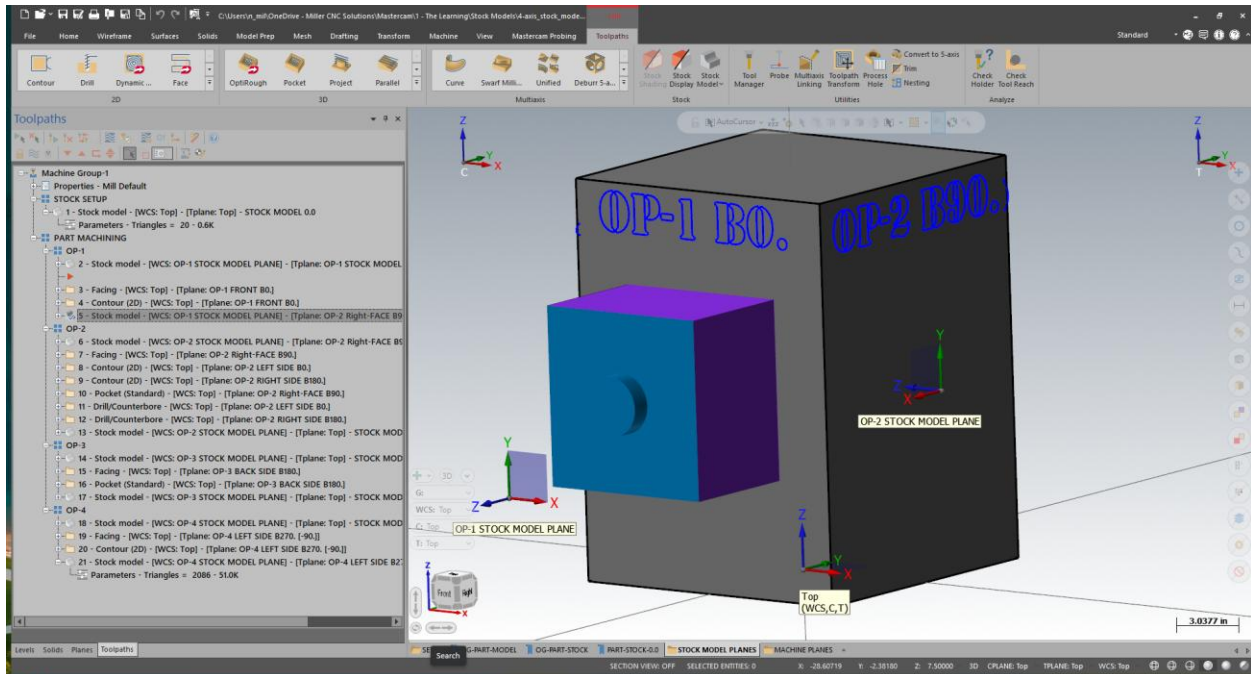 C:\Users\n_mil\OneDrive - Miller CNC Solutions\Mastercam\1 - The Learning\Stock Models\4-axis_stock_mode...
File Home Wireframe Surfaces Solids Model Prep Mesh Drafting Transform Machine View Mastercam Probing Toolpaths
Standard
Contour Drill Dynamic ... Face
OptiRough Pocket Project Parallel
Curve Swarf Milli... Unified Deburr 5-a...
Stock Shading Stock Display Stock Model
Tool Manager Probe Multiaxis Linking Toolpath Transform Process Hole
Convert to 5-axis
Trim
Nesting
Check Holder Check Tool Reach
2D 3D Multiaxis Stock Utilities Analyze
Toolpaths
Machine Group-1
Properties - Mill Default
STOCK SETUP
1 - Stock model - [WCS: Top] - [Tplane: Top] - STOCK MODEL 0.0
Parameters - Triangles = 20 - 0.6K
PART MACHINING
OP-1
2 - Stock model - [WCS: OP-1 STOCK MODEL PLANE] - [Tplane: OP-1 STOCK MODEL
3 - Facing - [WCS: Top] - [Tplane: OP-1 FRONT B0.]
4 - Contour (2D) - [WCS: Top] - [Tplane: OP-1 FRONT B0.]
5 - Stock model - [WCS: OP-1 STOCK MODEL PLANE] - [Tplane: OP-2 Right-FACE B9
OP-2
6 - Stock model - [WCS: OP-2 STOCK MODEL PLANE] - [Tplane: OP-2 Right-FACE B9
7 - Facing - [WCS: Top] - [Tplane: OP-2 Right-FACE B90.]
8 - Contour (2D) - [WCS: Top] - [Tplane: OP-2 LEFT SIDE B0.]
9 - Contour (2D) - [WCS: Top] - [Tplane: OP-2 RIGHT SIDE B180.]
10 - Pocket (Standard) - [WCS: Top] - [Tplane: OP-2 Right-FACE B90.]
11 - Drill/Counterbore - [WCS: Top] - [Tplane: OP-2 LEFT SIDE B0.]
12 - Drill/Counterbore - [WCS: Top] - [Tplane: OP-2 RIGHT SIDE B180.]
13 - Stock model - [WCS: OP-2 STOCK MODEL PLANE] - [Tplane: Top] - STOCK MOD
OP-3
14 - Stock model - [WCS: OP-3 STOCK MODEL PLANE] - [Tplane: Top] - STOCK MOD
15 - Facing - [WCS: Top] - [Tplane: OP-3 BACK SIDE B180.]
16 - Pocket (Standard) - [WCS: Top] - [Tplane: OP-3 BACK SIDE B180.]
17 - Stock model - [WCS: OP-3 STOCK MODEL PLANE] - [Tplane: Top] - STOCK MOD
OP-4
18 - Stock model - [WCS: OP-4 STOCK MODEL PLANE] - [Tplane: Top] - STOCK MOD
19 - Facing - [WCS: Top] - [Tplane: OP-4 LEFT SIDE B270. [-90.]]
20 - Contour (2D) - [WCS: Top] - [Tplane: OP-4 LEFT SIDE B270. [-90.]]
21 - Stock model - [WCS: OP-4 STOCK MODEL PLANE] - [Tplane: OP-4 LEFT SIDE B27
Parameters - Triangles = 2086 - 51.0K
AutoCursor
Z Y X C
Z Y X T
OP-1 B0.
OP-2 B90.
Y Z X
OP-2 STOCK MODEL PLANE
Y Z X
OP-1 STOCK MODEL PLANE
3D
G:
WCS: Top
C: Top
T: Top
Z Front Right X
Z Y X
Top
(WCS,C,T)
3.0377 in
Levels Solids Planes Toolpaths
Search
OG-PART-MODEL OG-PART-STOCK PART-STOCK-0.0 STOCK MODEL PLANES MACHINE PLANES +
SECTION VIEW: OFF SELECTED ENTITIES: 0 X: -28.60719 Y: -2.38180 Z: 7.50000 3D CPLANE: Top TPLANE: Top WCS: Top